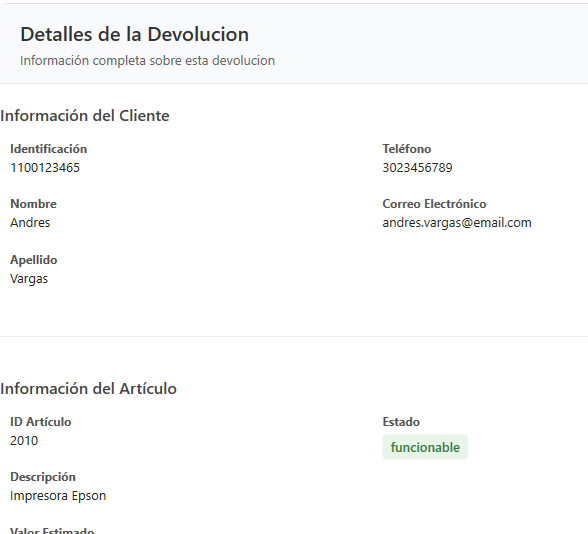 Detalles de la Devolucion
Información completa sobre esta devolucion
Información del Cliente
Identificación
1100123465
Teléfono
3023456789
Nombre
Andres
Correo Electrónico
andres.vargas@email.com
Apellido
Vargas
Información del Artículo
ID Artículo
2010
Estado
funcionable
Descripción
Impresora Epson
Valor Estimado